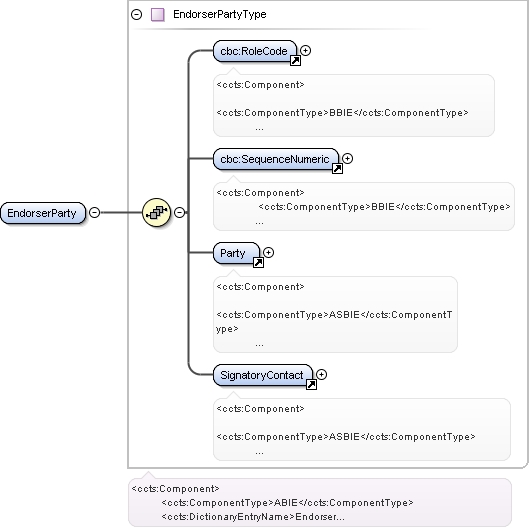 EndorserPartyType
cbc:RoleCode
<ccts:Component>
<ccts:ComponentType>BBIE</ccts:ComponentType>
...
cbc:SequenceNumeric
<ccts:Component>
<ccts:ComponentType>BBIE</ccts:ComponentType>
...
EndorserParty
Party
<ccts:Component>
<ccts:ComponentType>ASBIE</ccts:ComponentT
ype>
...
SignatoryContact
<ccts:Component>
<ccts:ComponentType>ASBIE</ccts:ComponentType>
...
<ccts:Component>
<ccts:ComponentType>ABIE</ccts:ComponentType>
<ccts:DictionaryEntryName>Endorser...